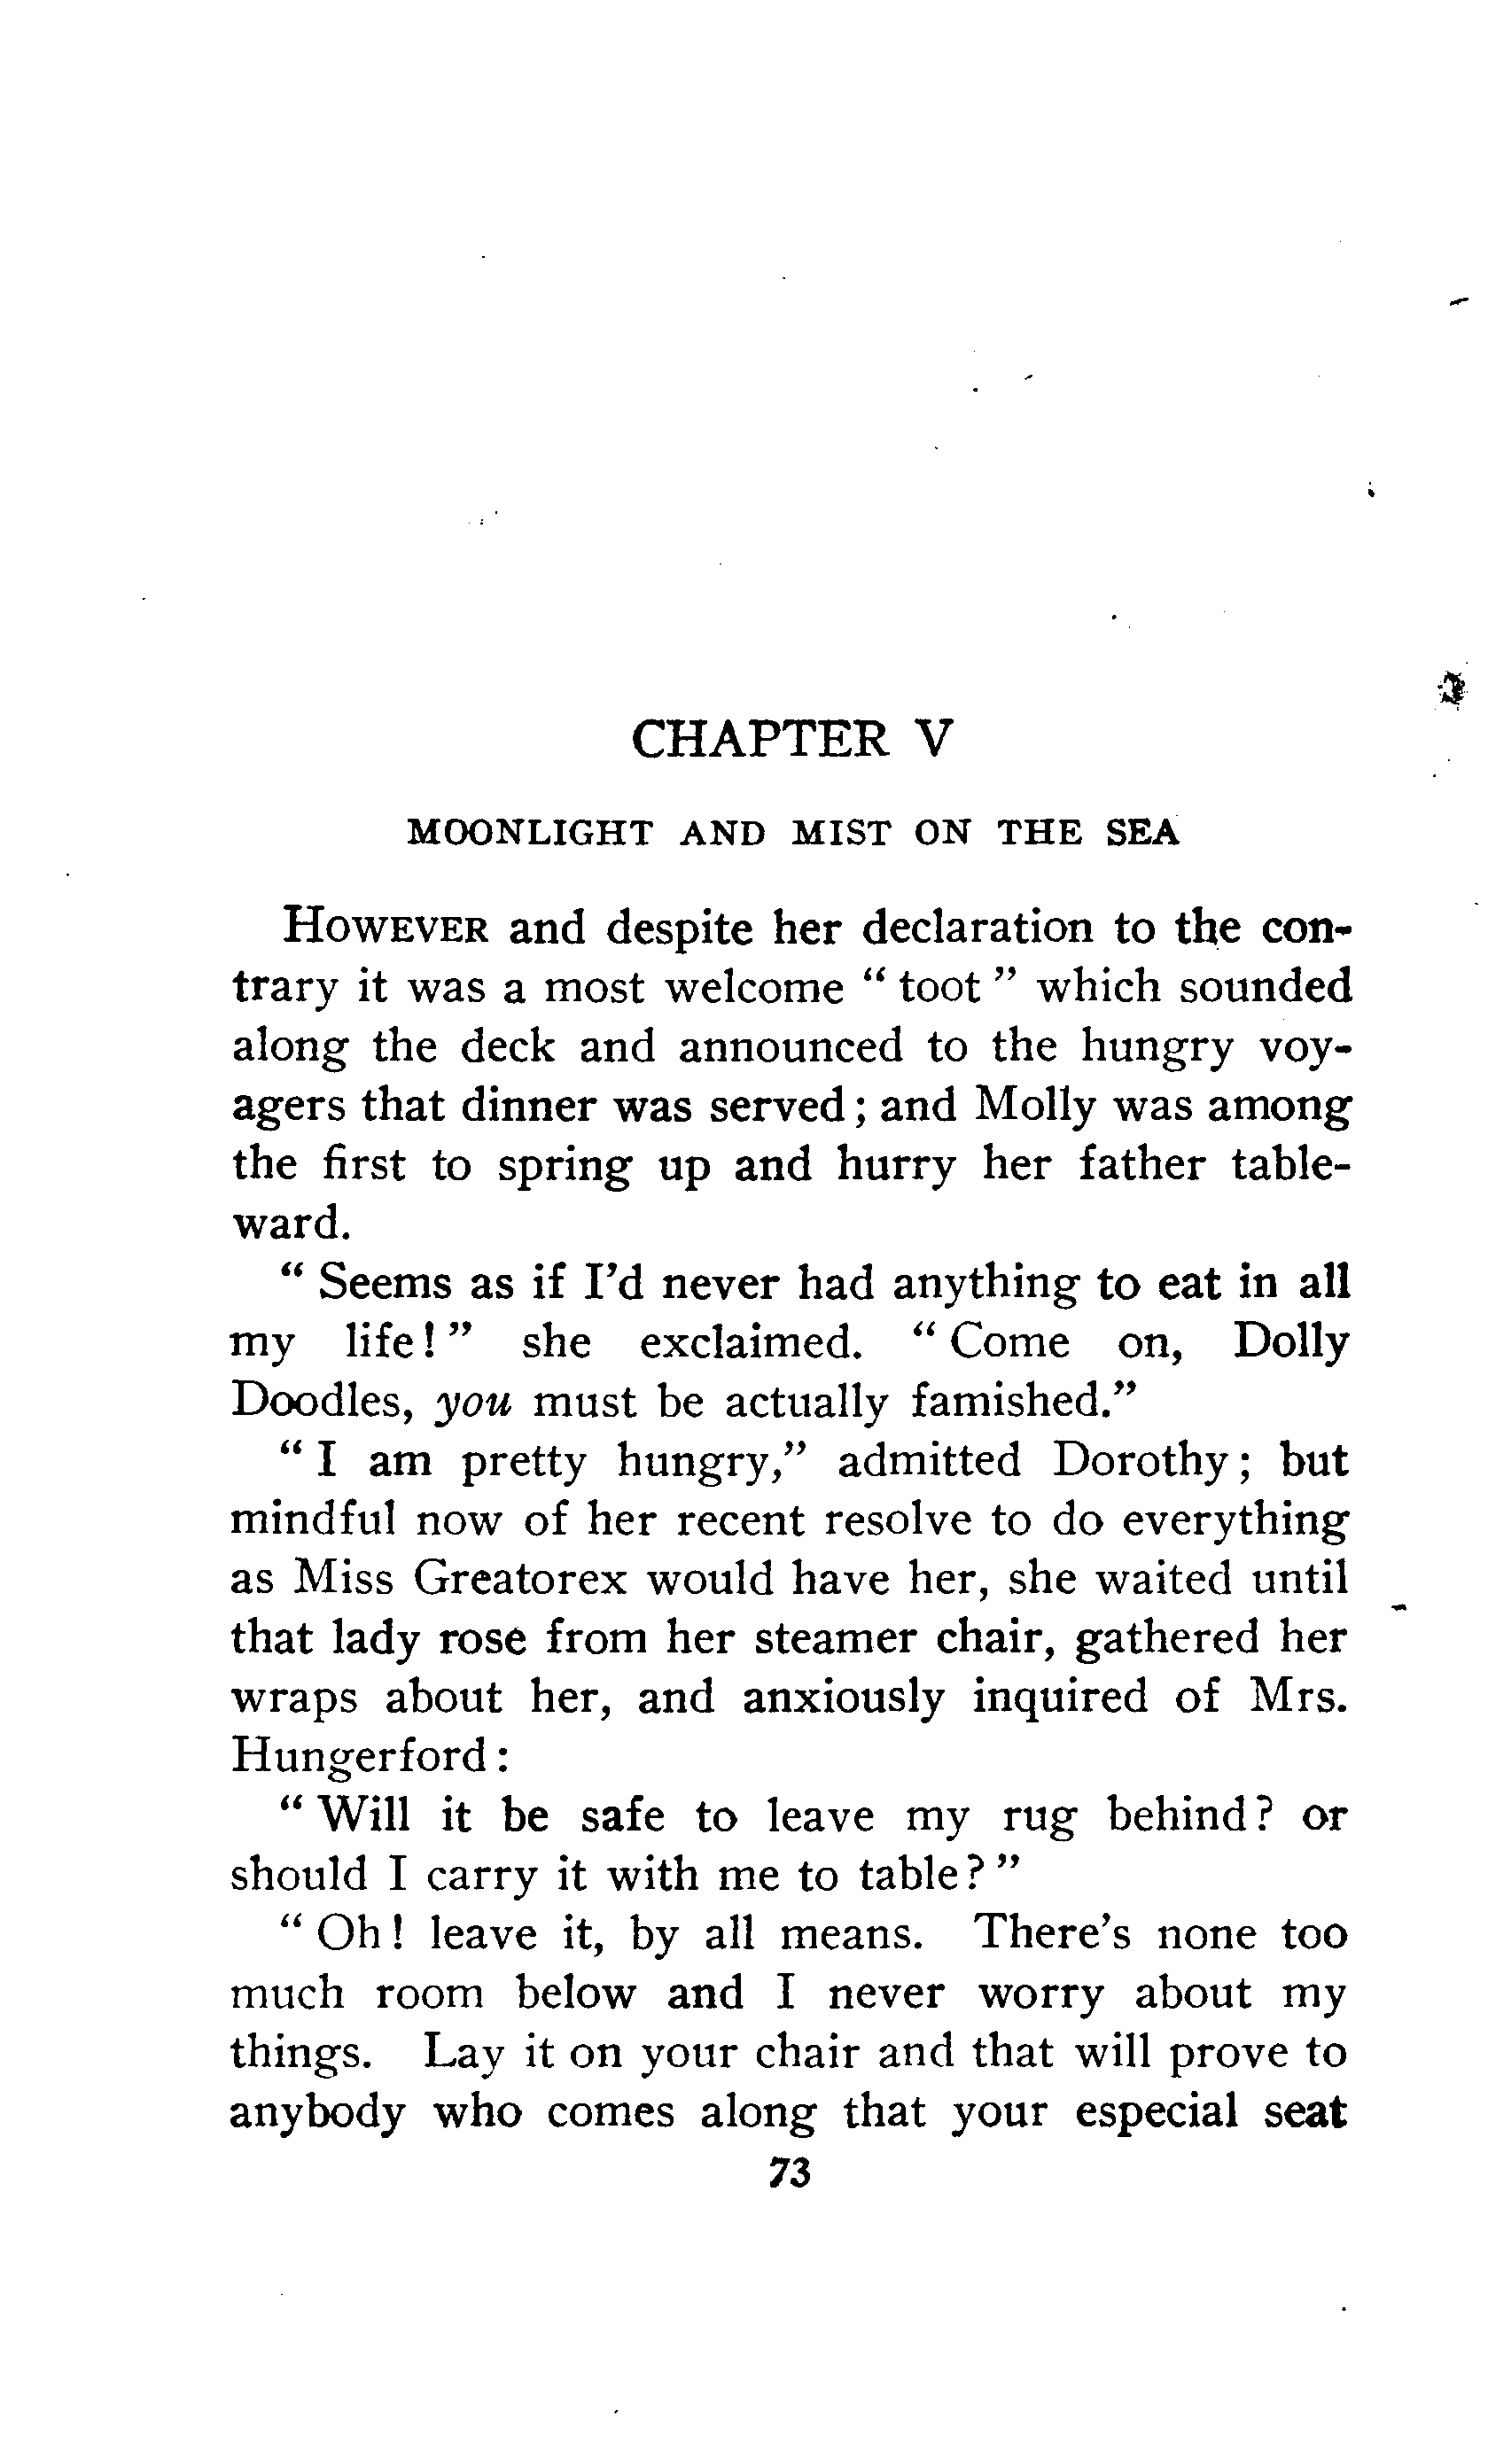 CHAPTER V
MOONLIGHT AND MIST ON THE SEA
HOWEVER and despite her declaration to the con-
trary it was a most welcome “ toot ” which sounded
along the deck and announced to the hungry voy-
agers that dinner was served ; and Molly was among
the first to spring up and hurry her father table-
ward.
“ Seems as if I’d never had anything to eat in all
my life ! ” she exclaimed. “ Come on, Dolly
Doodles, you must be actually famished.”
“ I am pretty hungry,” admitted Dorothy ; but
mindful now of her recent resolve to do everything
as Miss Greatorex would have her, she waited until
that lady rose from her steamer chair, gathered her
wraps about her, and anxiously inquired of Mrs.
Hungerford :
“ Will it be safe to leave my rug behind ? or
should I carry it with me to table ? ”
“ Oh ! leave it, by all means. There’s none too
much room below and I never worry about my
things. Lay it on your chair and that will prove to
anybody who comes along that your especial seat
73